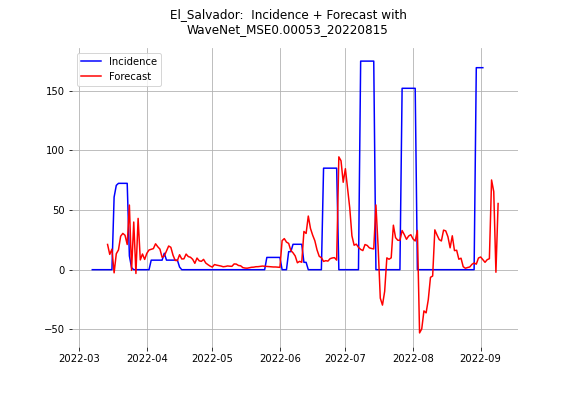 El_Salvador:  Incidence + Forecast with
WaveNet_MSE0.00053_20220815
Incidence
Forecast
150
100
50
0
−50
2022-03 2022-04 2022-05 2022-06 2022-07 2022-08 2022-09